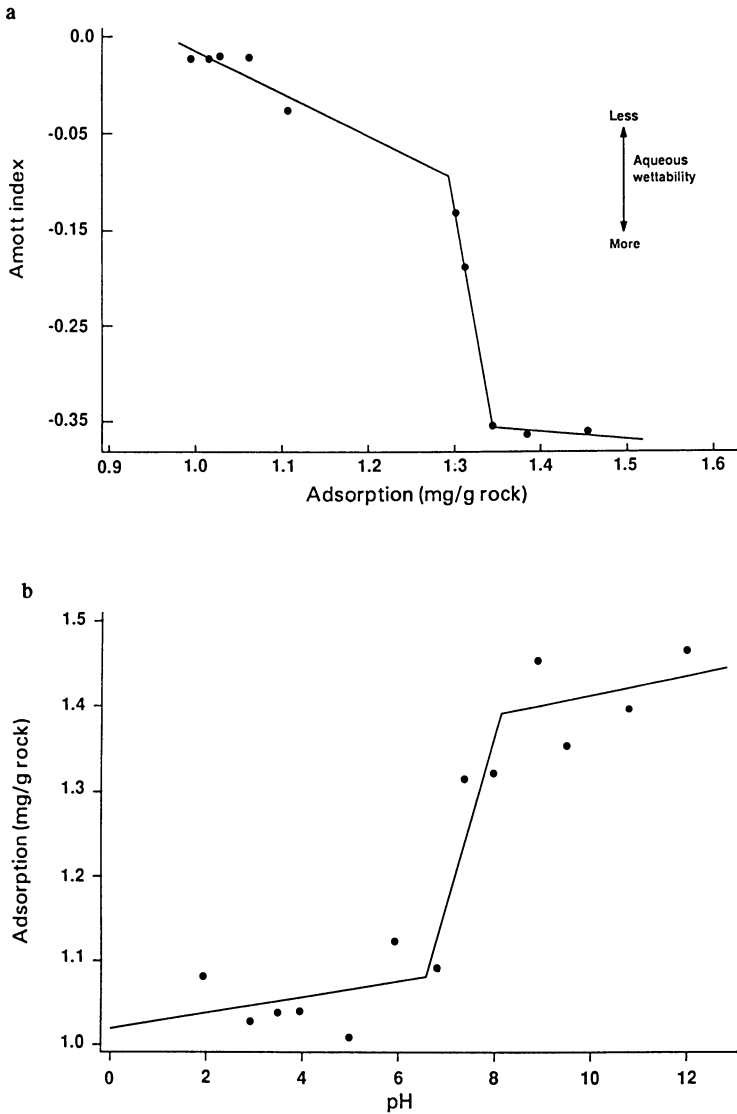 a
0.0
-0.05
-0.15
-0.25
-0.35
Amott index
Less
Aqueous
wettability
More
0.9 1.0 1.1 1.2 1.3 1.4 1.5 1.6
Adsorption (mg/g rock)
b
1.5
1.4
1.3
1.2
1.1
1.0
Adsorption (mg/g rock)
0 2 4 6 8 10 12
pH